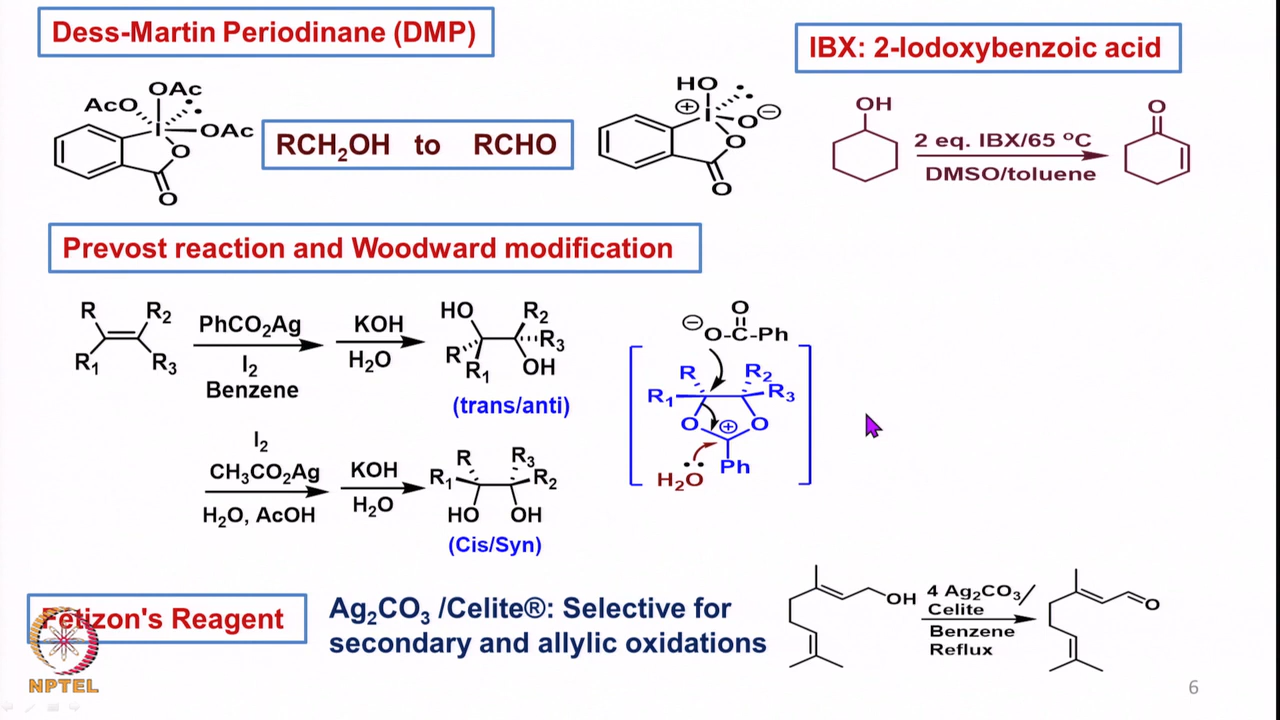 Dess-Martin Periodinane (DMP)
IBX: 2-Iodoxybenzoic acid
OAc
AcO
I
OAc
O
O
RCH₂OH to RCHO
HO
⊕
I
O ⊖
O
O
OH
2 eq. IBX/65 ºC
DMSO/toluene
O
Prevost reaction and Woodward modification
R R₂
R₁ R₃
PhCO₂Ag
I₂
Benzene
KOH
H₂O
HO R₂
R R₃
R₁ OH
(trans/anti)
O
⊖ O-C-Ph
R R₂
R₁ R₃
O ⊕ O
Ph
H₂O
I₂
CH₃CO₂Ag
H₂O, AcOH
KOH
H₂O
R R₃
R₁ R₂
HO OH
(Cis/Syn)
Fetizon's Reagent
Ag₂CO₃ /Celite®: Selective for
secondary and allylic oxidations
OH
4 Ag₂CO₃/
Celite
Benzene
Reflux
O
NPTEL
6